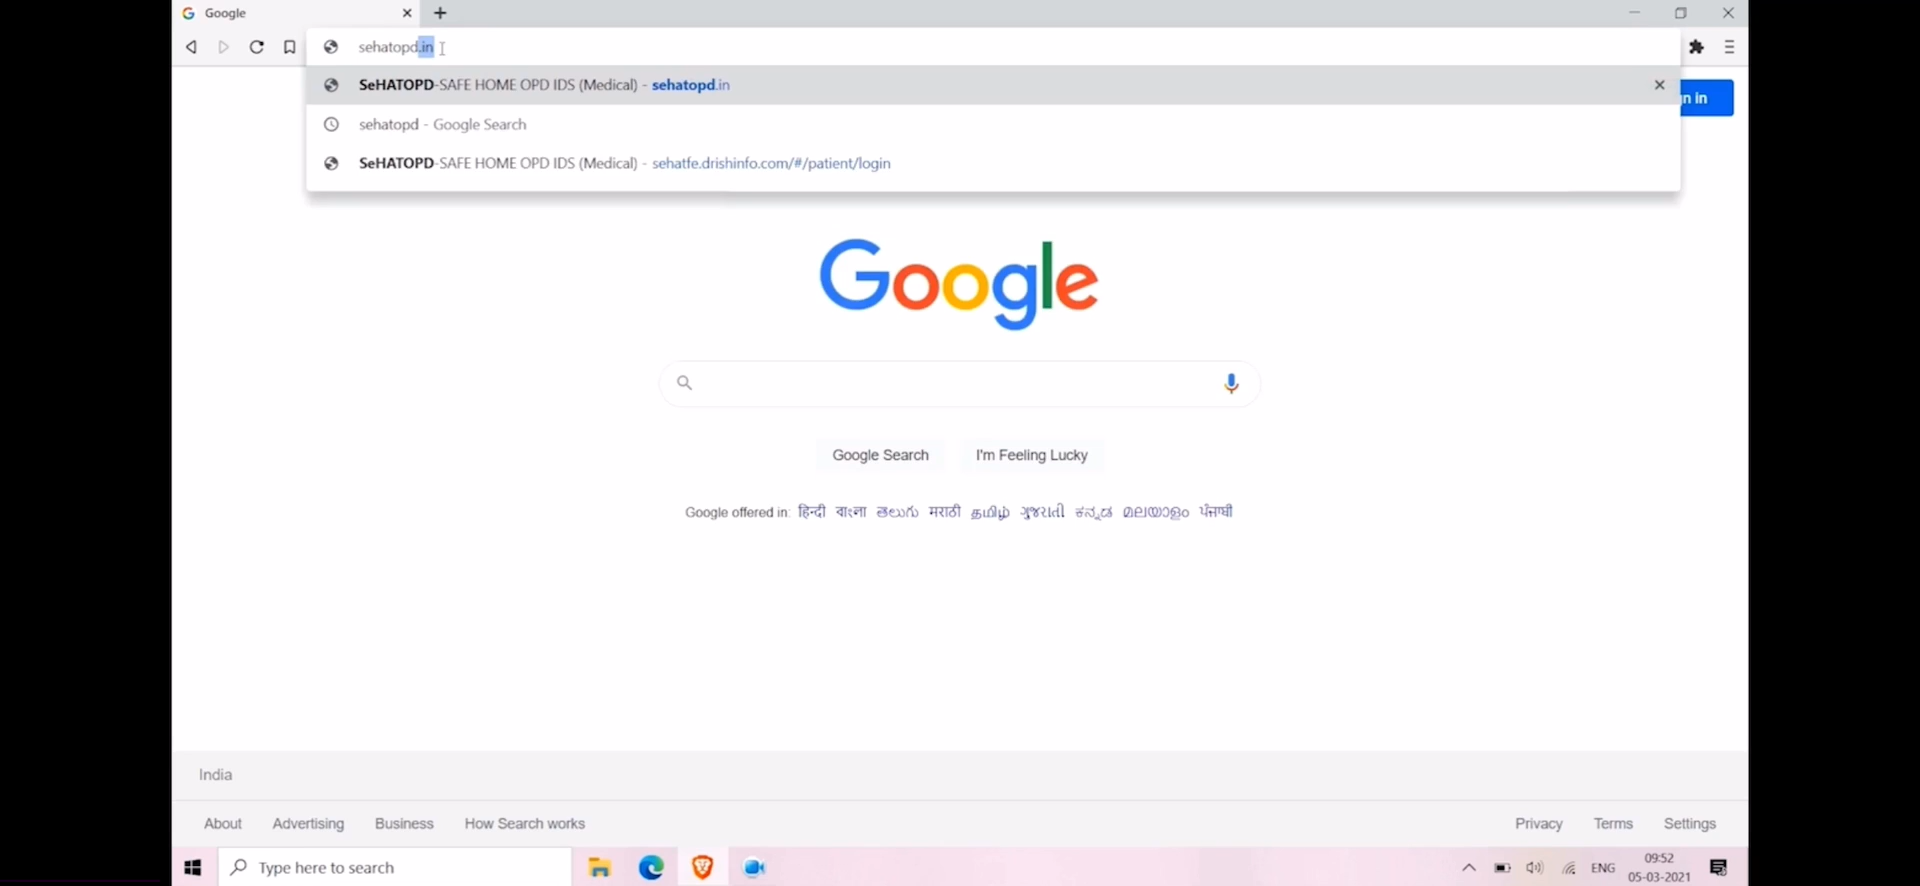 Google
sehatopd.in
SeHATOPD-SAFE HOME OPD IDS (Medical) - sehatopd.in
n in
sehatopd - Google Search
SeHATOPD-SAFE HOME OPD IDS (Medical) - sehatfe.drishinfo.com/#/patient/login
Google
Google Search I'm Feeling Lucky
Google offered in: हिन्दी বাংলা తెలుగు मराठी தமிழ் ગુજરાતી ಕನ್ನಡ മലയാളം ਪੰਜਾਬੀ
India
About Advertising Business How Search works Privacy Terms Settings
Type here to search ENG 09:52
05-03-2021